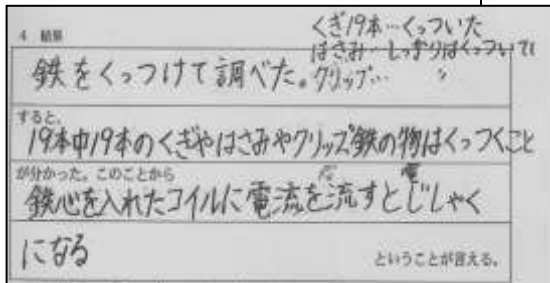 4 結果
くぎ19本…くっついた
はさみ…しっかりはくっついて
クリップ… 〃
鉄をくっつけて調べた。
すると、
19本中19本のくぎやはさみやクリップ鉄の物はくっつくこと
が分かった。このことから
鉄心を入れたコイルに電流を流すとじしゃく
になる
ということが言える。